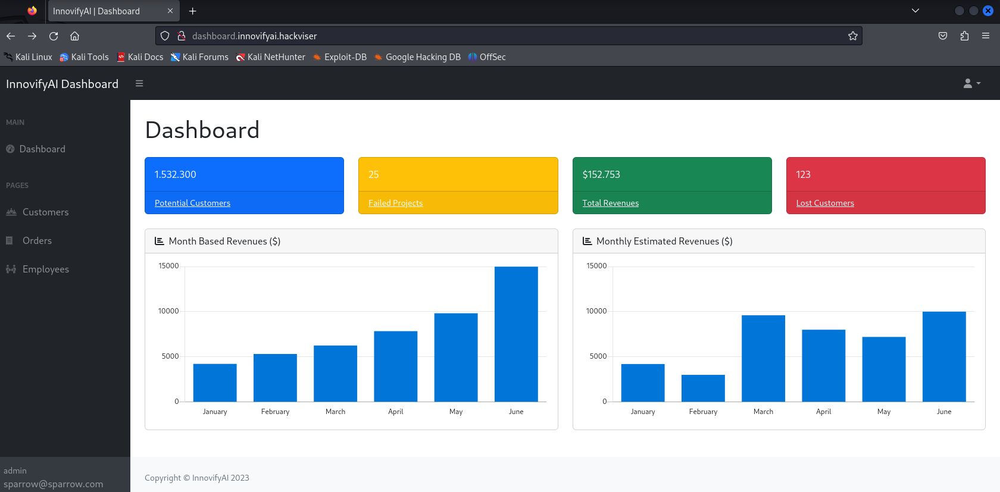 InnovifyAI | Dashboard
dashboard.innovifyai.hackviser
Kali Linux Kali Tools Kali Docs Kali Forums Kali NetHunter Exploit-DB Google Hacking DB OffSec
InnovifyAI Dashboard
MAIN
Dashboard
PAGES
Customers
Orders
Employees
admin
sparrow@sparrow.com
Dashboard
1.532.300
Potential Customers
25
Failed Projects
$152.753
Total Revenues
123
Lost Customers
Month Based Revenues ($)
15000
10000
5000
0
January February March April May June
Monthly Estimated Revenues ($)
15000
10000
5000
0
January February March April May June
Copyright © InnovifyAI 2023